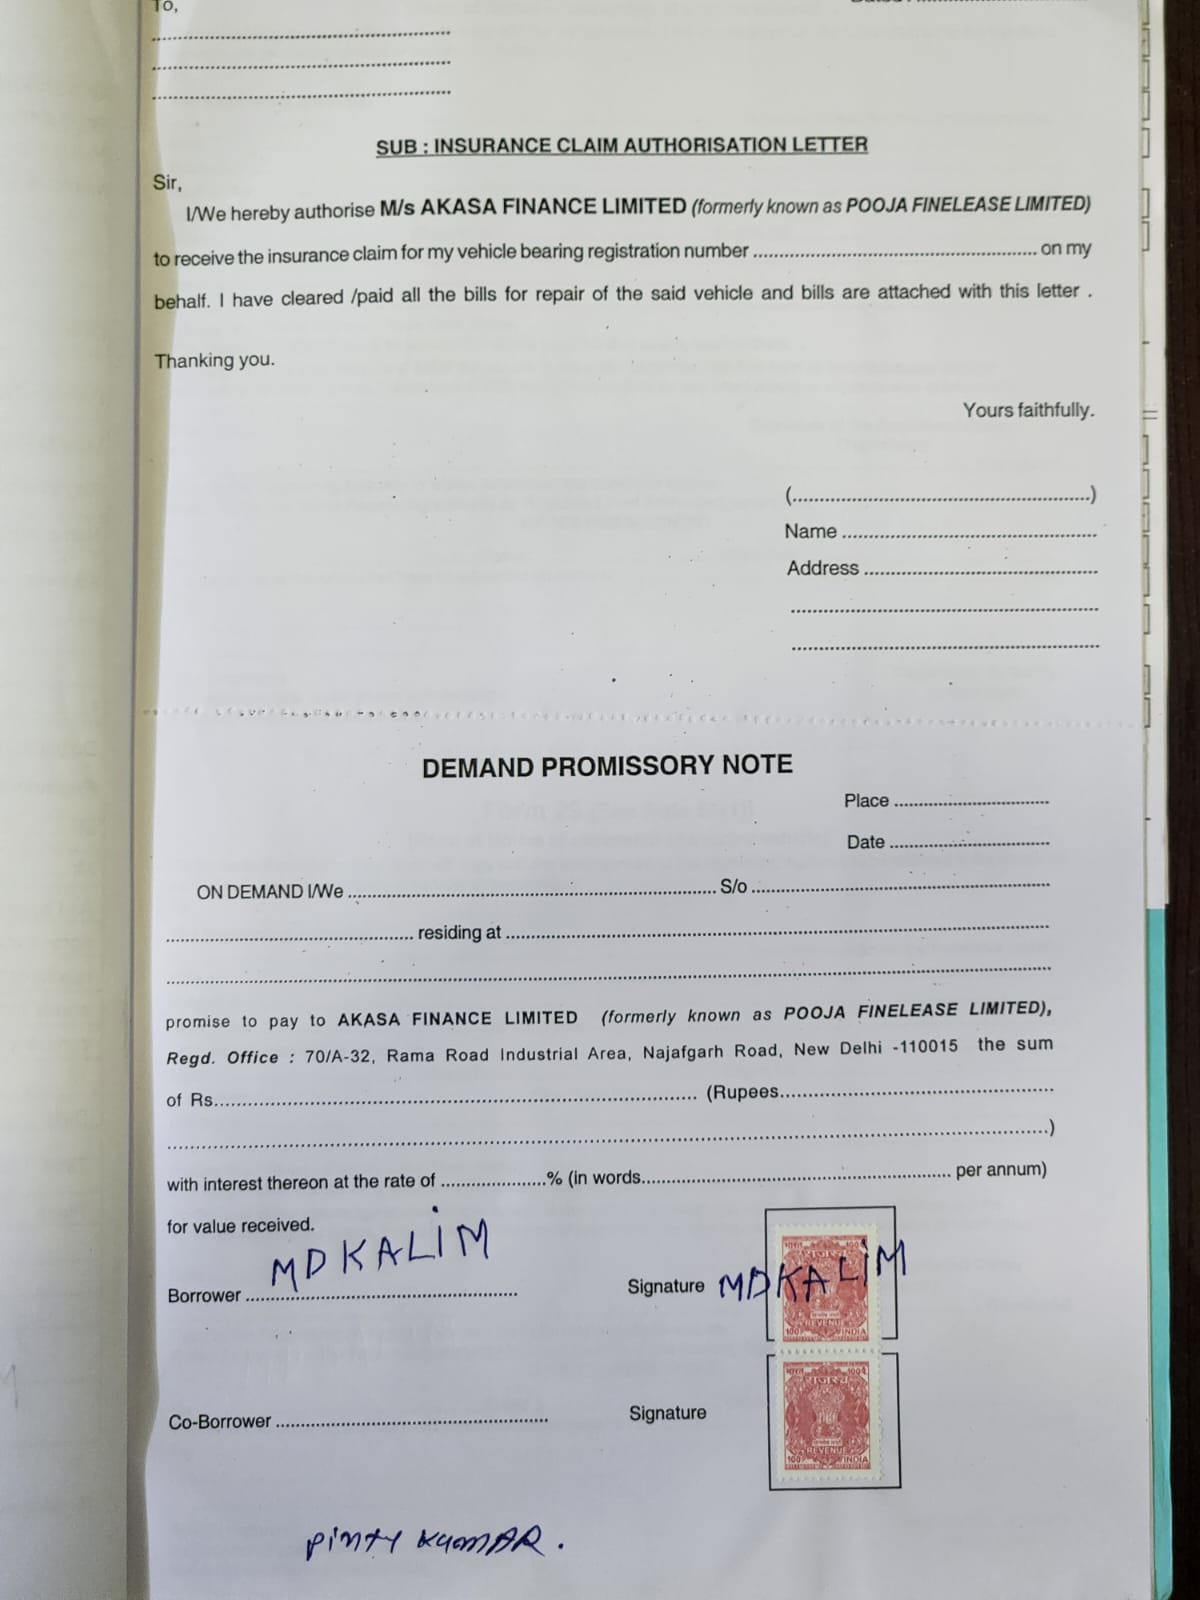 To,
SUB : INSURANCE CLAIM AUTHORISATION LETTER
Sir,
I/We hereby authorise M/s AKASA FINANCE LIMITED (formerly known as POOJA FINELEASE LIMITED)
to receive the insurance claim for my vehicle bearing registration number .................... on my
behalf. I have cleared /paid all the bills for repair of the said vehicle and bills are attached with this letter .
Thanking you.
Yours faithfully.
(....................)
Name ....................
Address ....................
DEMAND PROMISSORY NOTE
Place ....................
Date ....................
ON DEMAND I/We .................... S/o ....................
.................... residing at ....................
promise to pay to AKASA FINANCE LIMITED (formerly known as POOJA FINELEASE LIMITED),
Regd. Office : 70/A-32, Rama Road Industrial Area, Najafgarh Road, New Delhi -110015 the sum
of Rs.................... (Rupees....................
....................)
with interest thereon at the rate of ....................% (in words.................... per annum)
for value received.
Borrower MD KALIM Signature MD KALIM
भारत
राजस्व
REVENUE
100 INDIA
Co-Borrower .................... Signature
भारत 100
राजस्व
REVENUE
100 INDIA
Pinty KumAR.